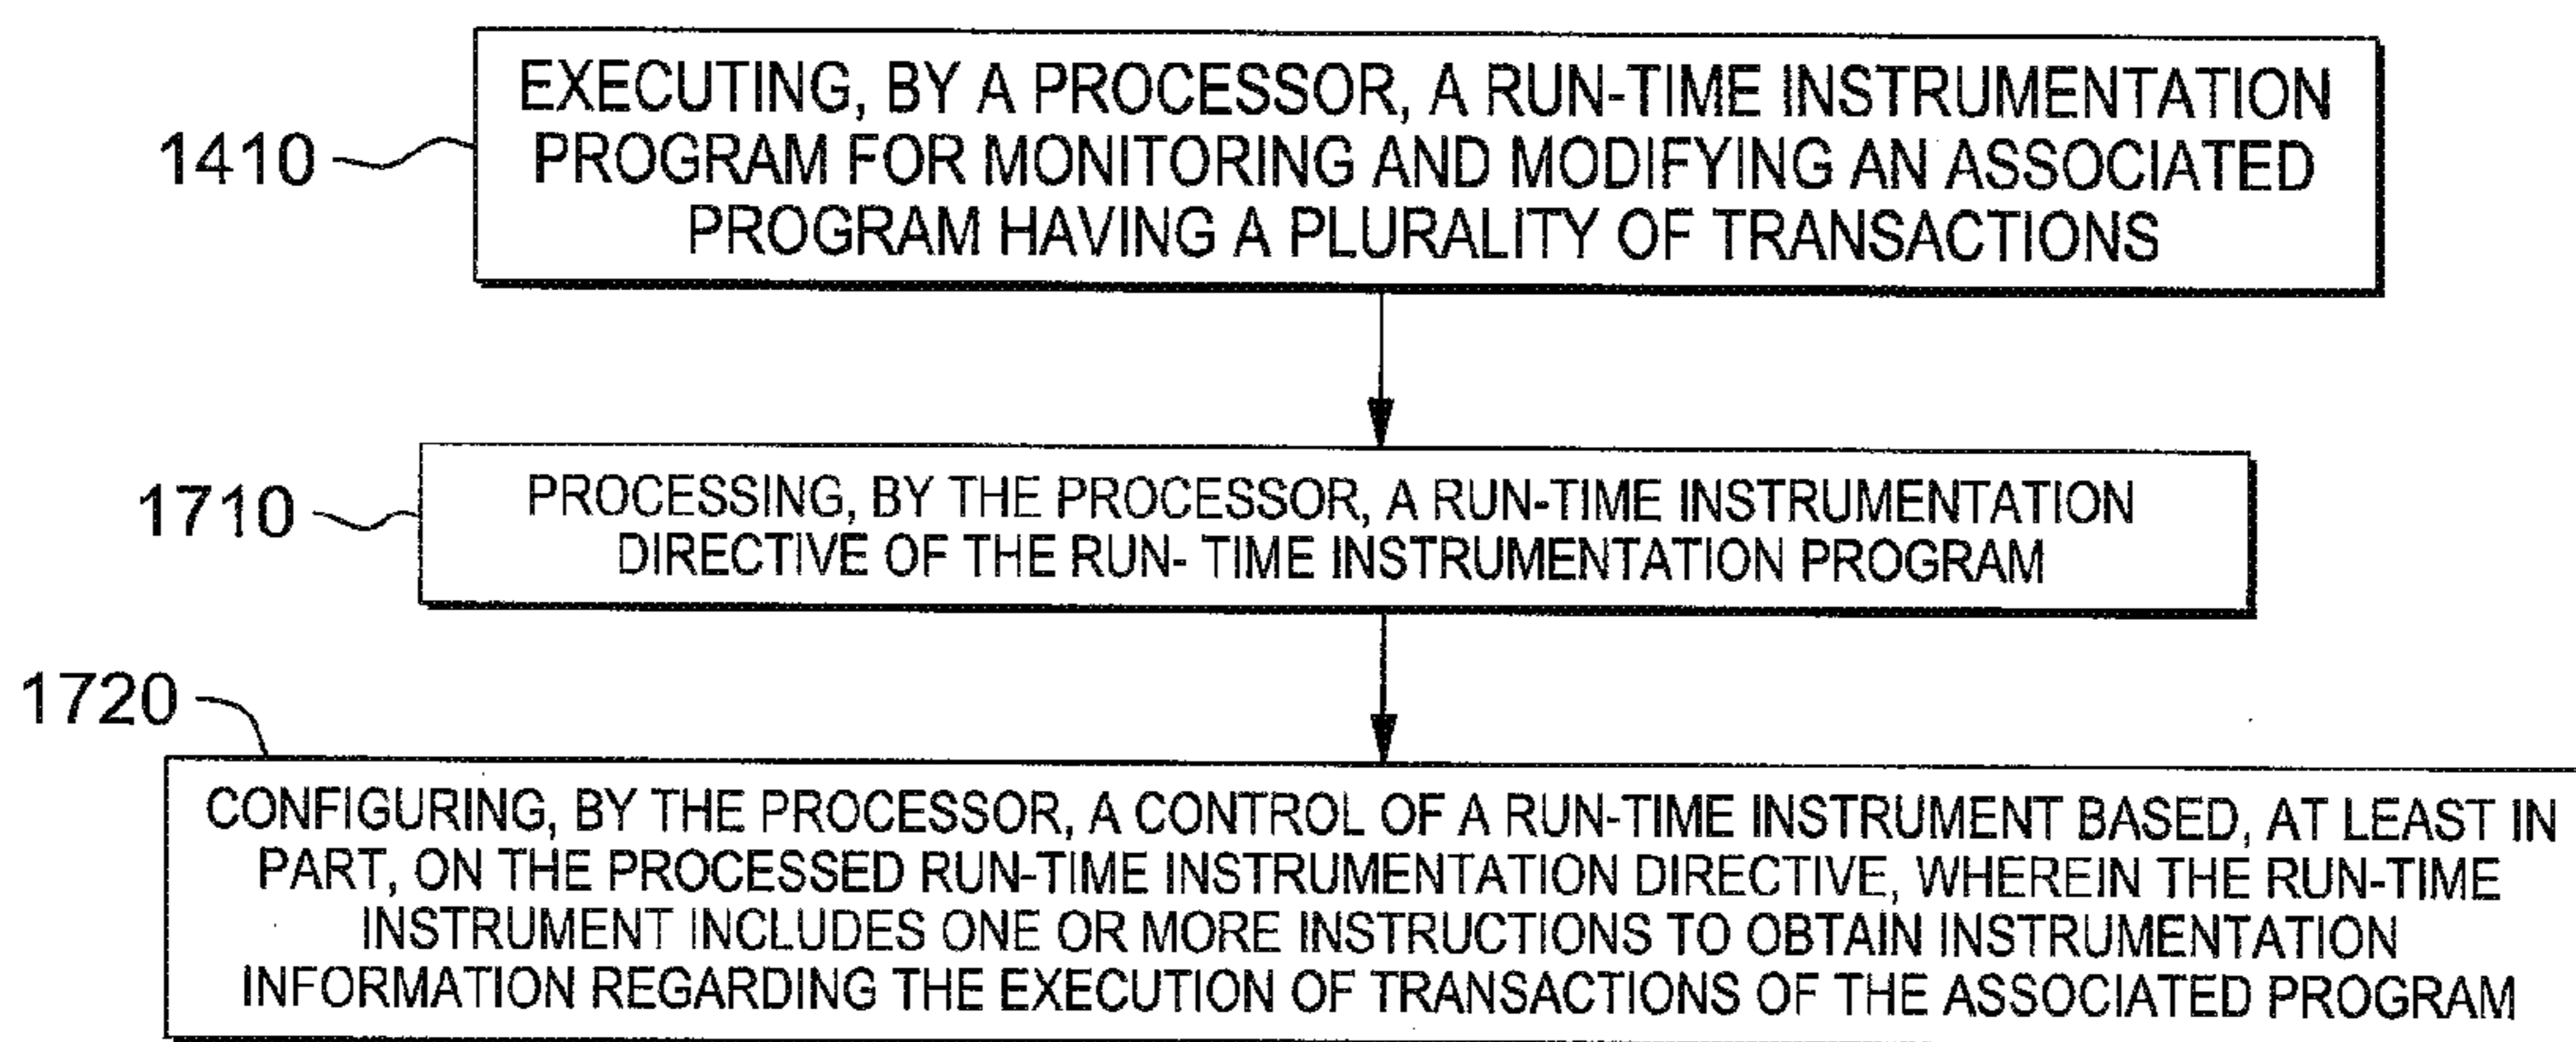 1410
EXECUTING, BY A PROCESSOR, A RUN-TIME INSTRUMENTATION
PROGRAM FOR MONITORING AND MODIFYING AN ASSOCIATED
PROGRAM HAVING A PLURALITY OF TRANSACTIONS
1710
PROCESSING, BY THE PROCESSOR, A RUN-TIME INSTRUMENTATION
DIRECTIVE OF THE RUN- TIME INSTRUMENTATION PROGRAM
1720
CONFIGURING, BY THE PROCESSOR, A CONTROL OF A RUN-TIME INSTRUMENT BASED, AT LEAST IN
PART, ON THE PROCESSED RUN-TIME INSTRUMENTATION DIRECTIVE, WHEREIN THE RUN-TIME
INSTRUMENT INCLUDES ONE OR MORE INSTRUCTIONS TO OBTAIN INSTRUMENTATION
INFORMATION REGARDING THE EXECUTION OF TRANSACTIONS OF THE ASSOCIATED PROGRAM